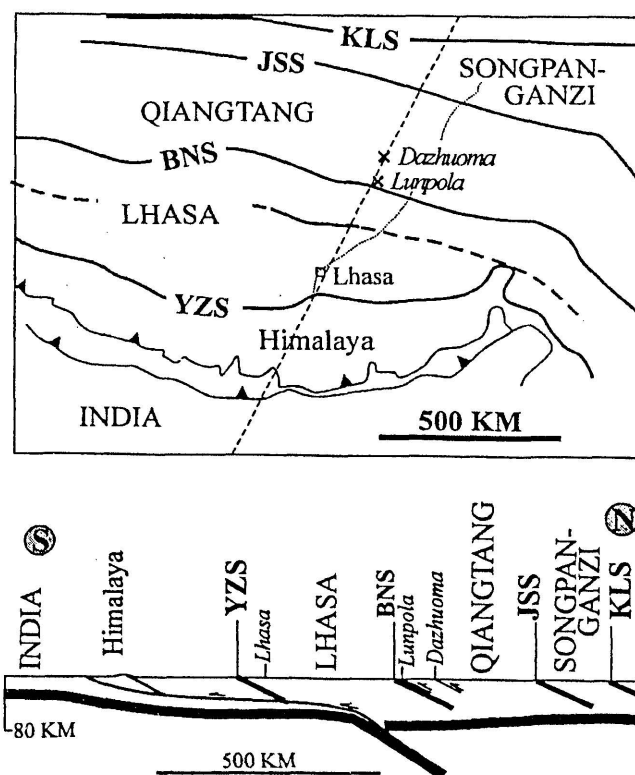 KLS
JSS
SONGPAN-
GANZI
QIANGTANG
BNS
Dazhuoma
Lunpola
LHASA
Lhasa
YZS
Himalaya
INDIA
500 KM
S
N
INDIA
Himalaya
YZS
Lhasa
LHASA
BNS
Lunpola
Dazhuoma
QIANGTANG
JSS
SONGPAN-
GANZI
KLS
80 KM
500 KM